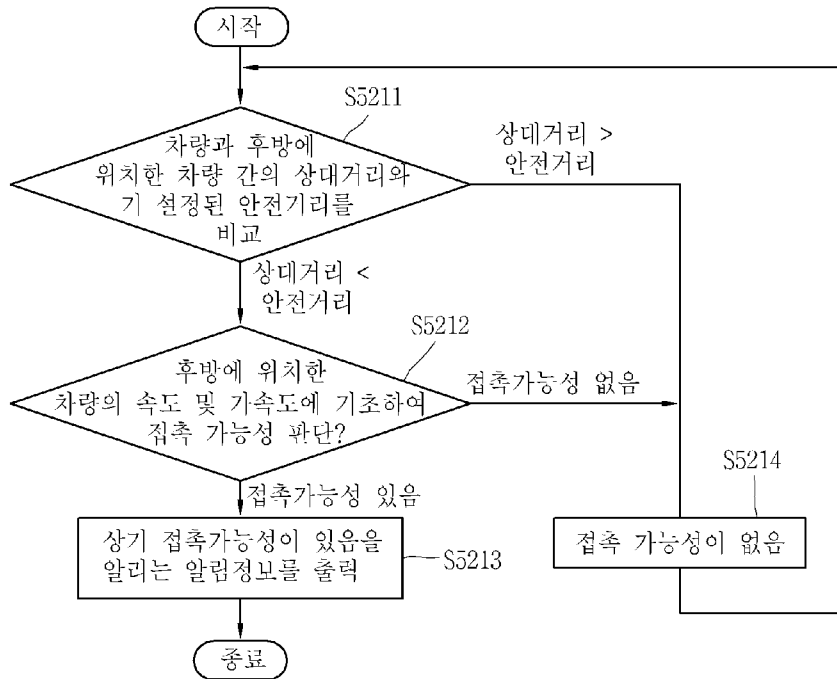 시작
S5211
차량과 후방에
위치한 차량 간의 상대거리와
기 설정된 안전거리를
비교
상대거리 >
안전거리
상대거리 <
안전거리
S5212
후방에 위치한
차량의 속도 및 가속도에 기초하여
접촉 가능성 판단?
접촉가능성 없음
접촉가능성 있음
S5214
상기 접촉가능성이 있음을
알리는 알림정보를 출력
S5213
접촉 가능성이 없음
종료